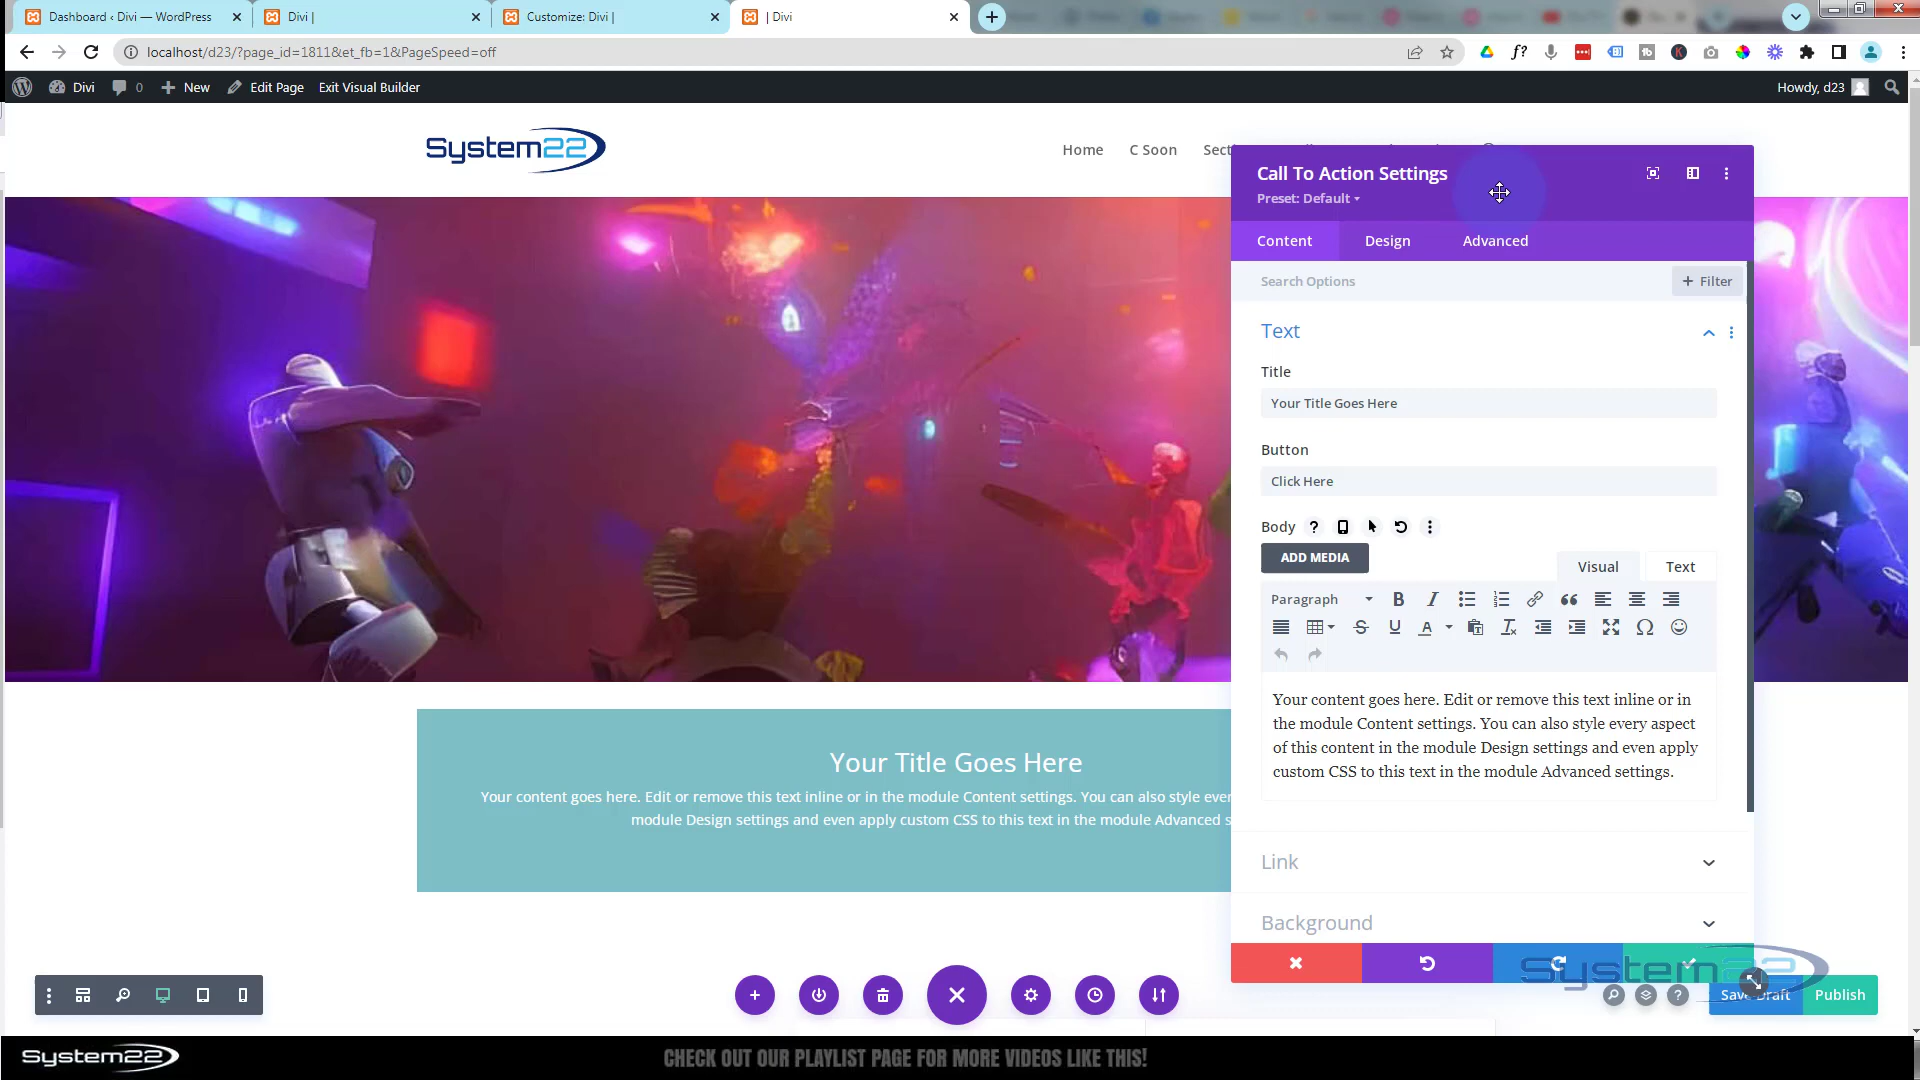 Dashboard ‹ Divi — WordPress
Divi |
Customize: Divi |
| Divi
localhost/d23/?page_id=1811&et_fb=1&PageSpeed=off
Divi
0
New
Edit Page
Exit Visual Builder
Howdy, d23
System22
Home
C Soon
Call To Action Settings
Preset: Default
Content
Design
Advanced
Search Options
+ Filter
Text
Title
Your Title Goes Here
Button
Click Here
Body
ADD MEDIA
Visual
Text
Paragraph
Your content goes here. Edit or remove this text inline or in
the module Content settings. You can also style every aspect
of this content in the module Design settings and even apply
custom CSS to this text in the module Advanced settings.
Your Title Goes Here
Your content goes here. Edit or remove this text inline or in the module Content settings. You can also style ever
module Design settings and even apply custom CSS to this text in the module Advanced s
Link
Background
System22
Save Draft
Publish
System22
CHECK OUT OUR PLAYLIST PAGE FOR MORE VIDEOS LIKE THIS!